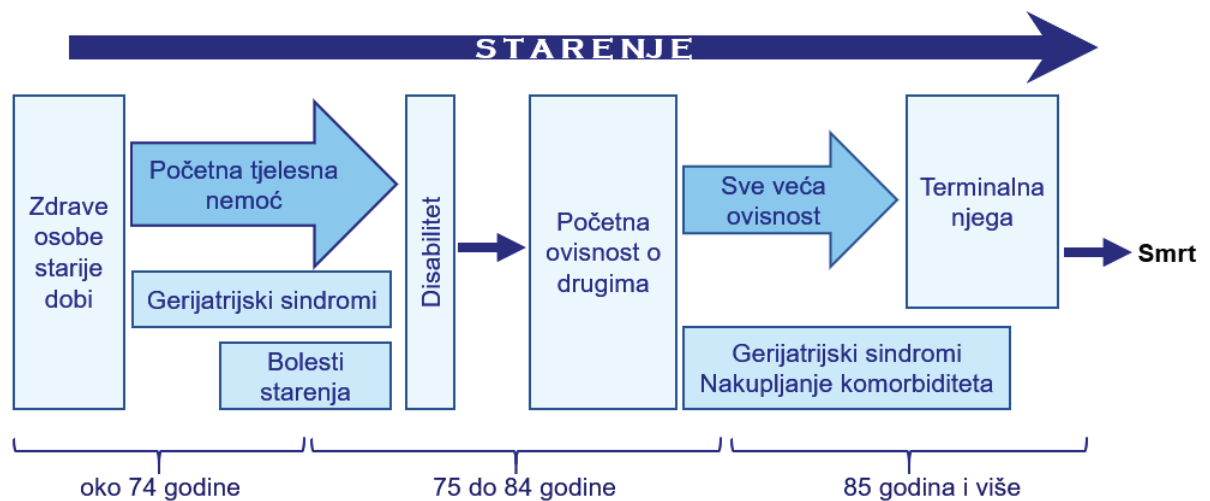 STARENJE
Zdrave
osobe
starije
dobi
Početna tjelesna
nemoć
Gerijatrijski sindromi
Bolesti
starenja
Disabilitet
Početna
ovisnost o
drugima
Sve veća
ovisnost
Gerijatrijski sindromi
Nakupljanje komorbiditeta
Terminalna
njega
Smrt
oko 74 godine
75 do 84 godine
85 godina i više